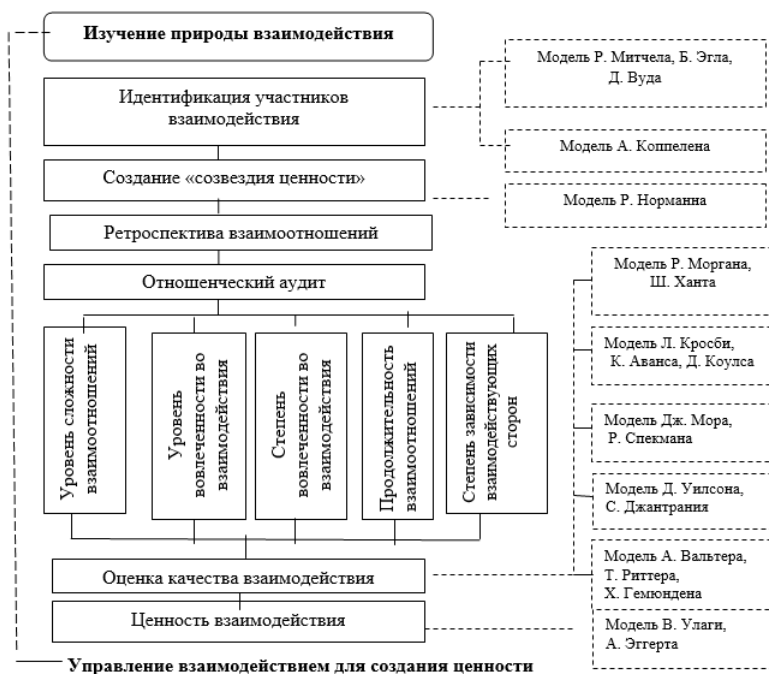 Изучение природы взаимодействия
Идентификация участников
взаимодействия
Создание «созвездия ценности»
Ретроспектива взаимоотношений
Отношенческий аудит
Уровень сложности
взаимоотношений
Уровень
вовлеченности во
взаимодействия
Степень
вовлеченности во
взаимодействия
Продолжительность
взаимоотношений
Степень зависимости
взаимодействующих
сторон
Оценка качества взаимодействия
Ценность взаимодействия
Управление взаимодействием для создания ценности
Модель Р. Митчела, Б. Эгла,
Д. Вуда
Модель А. Коппелена
Модель Р. Норманна
Модель Р. Моргана,
Ш. Ханта
Модель Л. Кросби,
К. Аванса, Д. Коулса
Модель Дж. Мора,
Р. Спекмана
Модель Д. Уилсона,
С. Джантрания
Модель А. Вальтера,
Т. Риттера,
Х. Гемюндена
Модель В. Улаги,
А. Эггерта